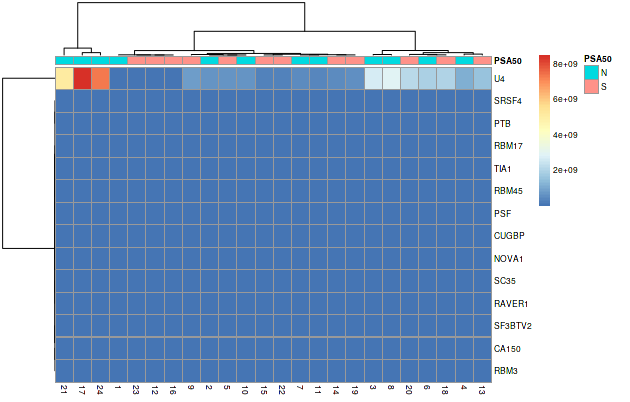 PSA50
PSA50
N
S
8e+09
6e+09
4e+09
2e+09
U4
SRSF4
PTB
RBM17
TIA1
RBM45
PSF
CUGBP
NOVA1
SC35
RAVER1
SF3BTV2
CA150
RBM3
21 17 24 1 23 12 16 9 2 5 10 15 22 7 11 14 19 3 8 20 6 18 4 13